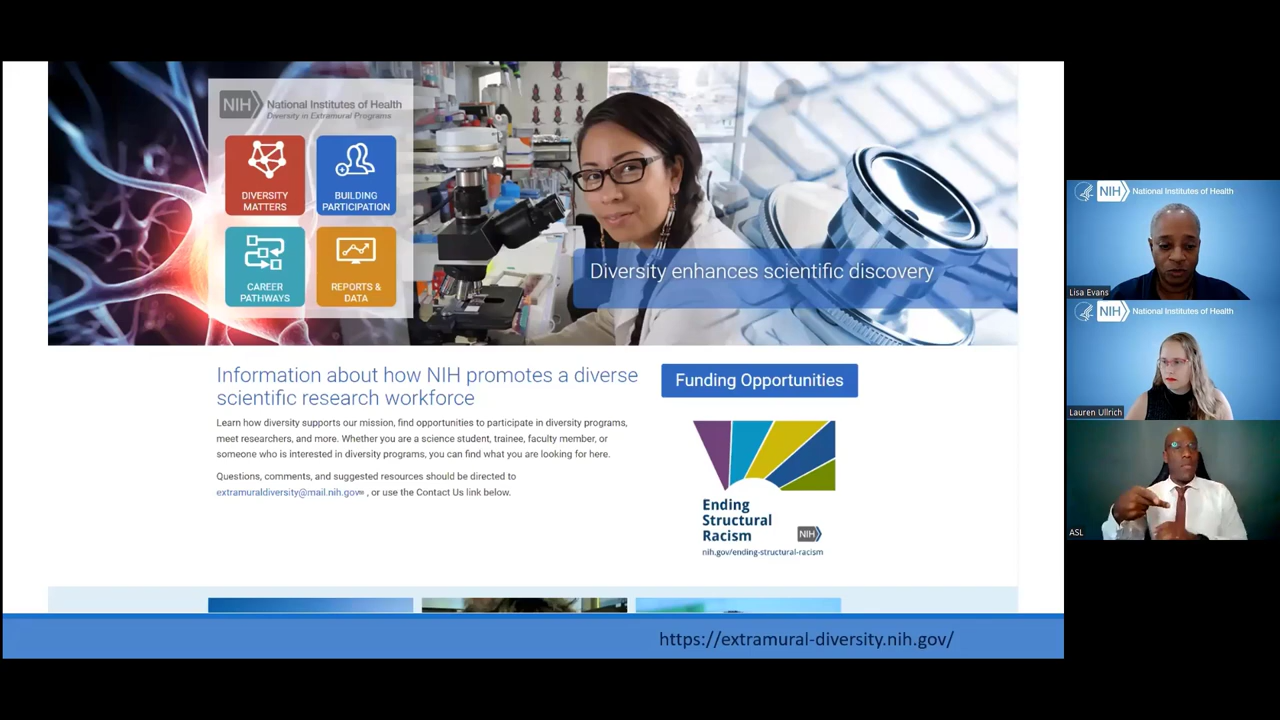 NIH National Institutes of Health
Diversity in Extramural Programs
DIVERSITY
MATTERS
BUILDING
PARTICIPATION
CAREER
PATHWAYS
REPORTS &
DATA
Diversity enhances scientific discovery
Information about how NIH promotes a diverse
scientific research workforce
Learn how diversity supports our mission, find opportunities to participate in diversity programs,
meet researchers, and more. Whether you are a science student, trainee, faculty member, or
someone who is interested in diversity programs, you can find what you are looking for here.
Questions, comments, and suggested resources should be directed to
extramuraldiversity@mail.nih.gov , or use the Contact Us link below.
Funding Opportunities
Ending
Structural
Racism
NIH
nih.gov/ending-structural-racism
https://extramural-diversity.nih.gov/
NIH National Institutes of Health
Lisa Evans
NIH National Institutes of Health
Lauren Ullrich
ASL